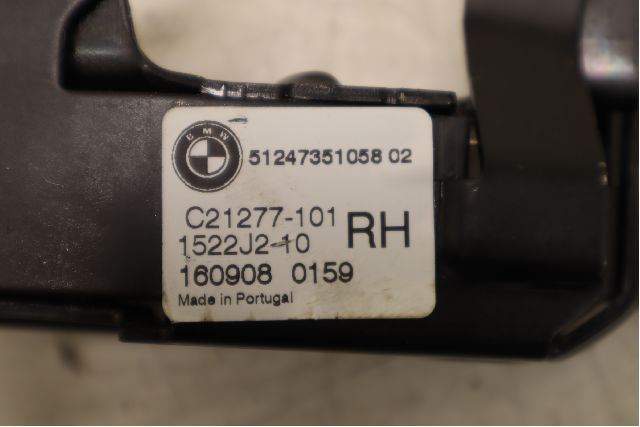 BMW
51247351058 02
C21277-101
1522J2-10
RH
160908 0159
Made in Portugal